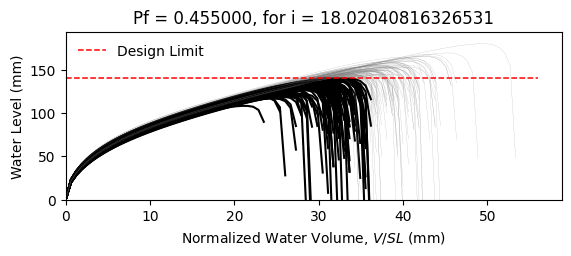 Pf = 0.455000, for i = 18.02040816326531
Design Limit
Water Level (mm)
150
100
50
0
0 10 20 30 40 50
Normalized Water Volume, V/SL (mm)